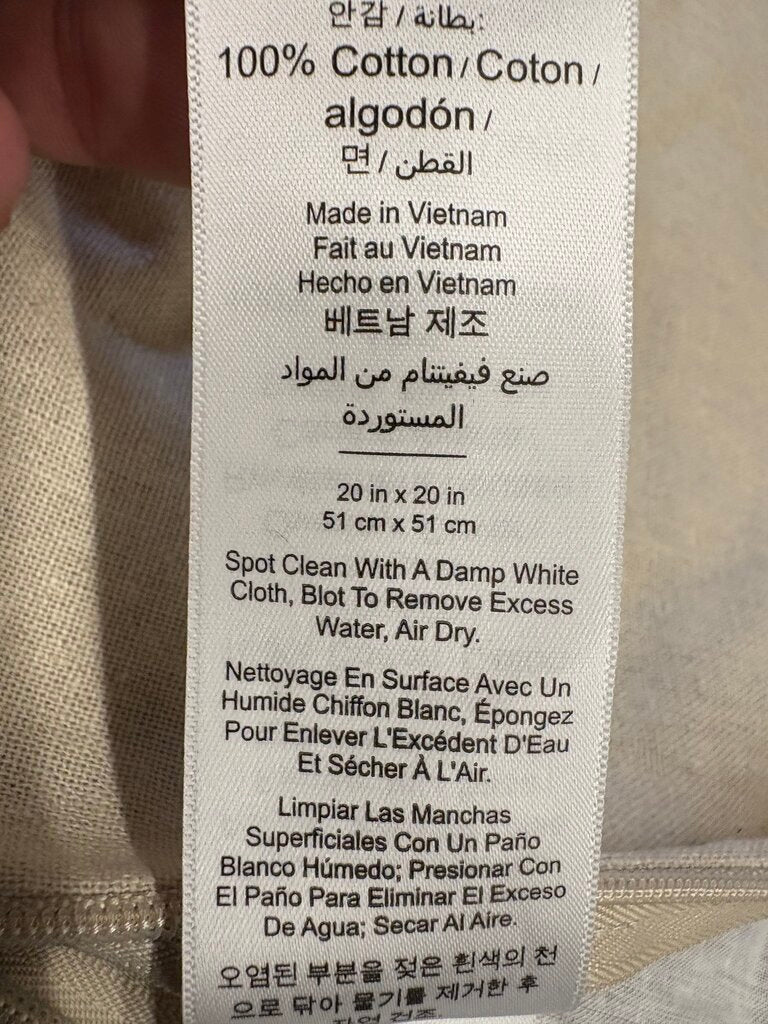 안감 / بطانة:
100% Cotton / Coton /
algodón /
면 / القطن
Made in Vietnam
Fait au Vietnam
Hecho en Vietnam
베트남 제조
صنع فيفيتنام من المواد
المستوردة
20 in x 20 in
51 cm x 51 cm
Spot Clean With A Damp White
Cloth, Blot To Remove Excess
Water, Air Dry.
Nettoyage En Surface Avec Un
Humide Chiffon Blanc, Épongez
Pour Enlever L'Excédent D'Eau
Et Sécher À L'Air.
Limpiar Las Manchas
Superficiales Con Un Paño
Blanco Húmedo; Presionar Con
El Paño Para Eliminar El Exceso
De Agua; Secar Al Aire.
오염된 부분을 젖은 흰색의 천
으로 닦아 물기를 제거한 후
자연 건조.